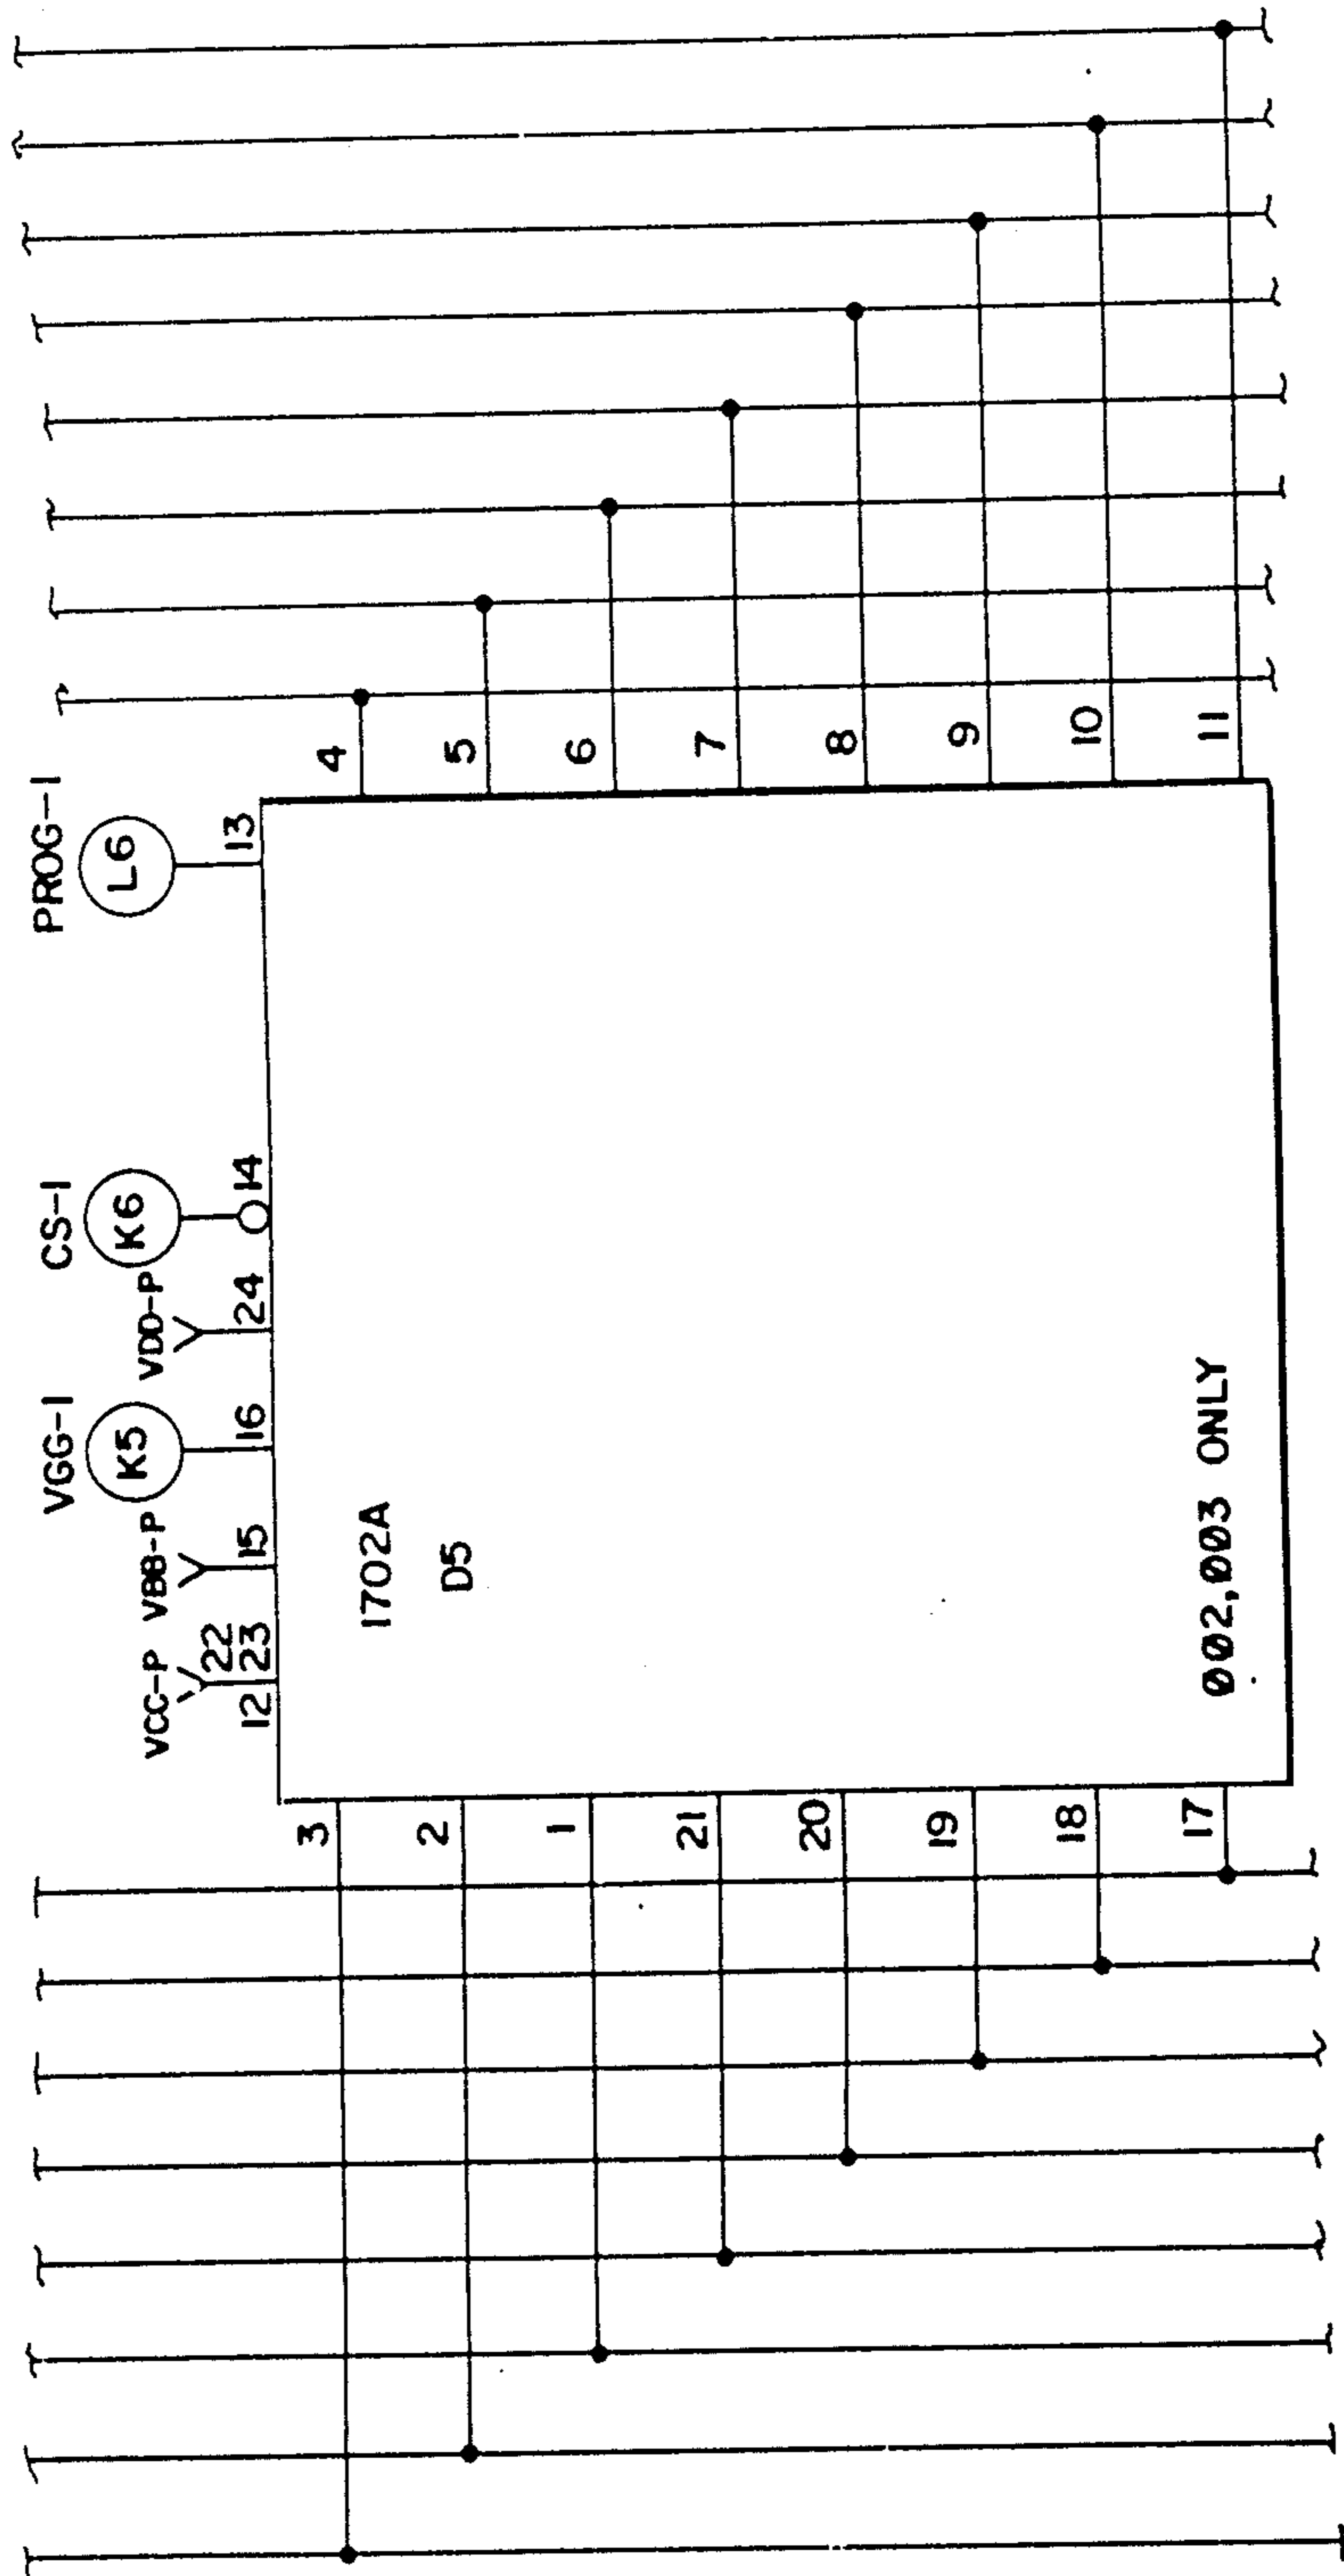 PROG-1
L6
13
CS-1
K6
14
VDD-P
24
VGG-1
K5
16
VBB-P
15
VCC-P
22
12 23
1702A
D5
002,003 ONLY
3
2
1
21
20
19
18
17
4
5
6
7
8
9
10
11